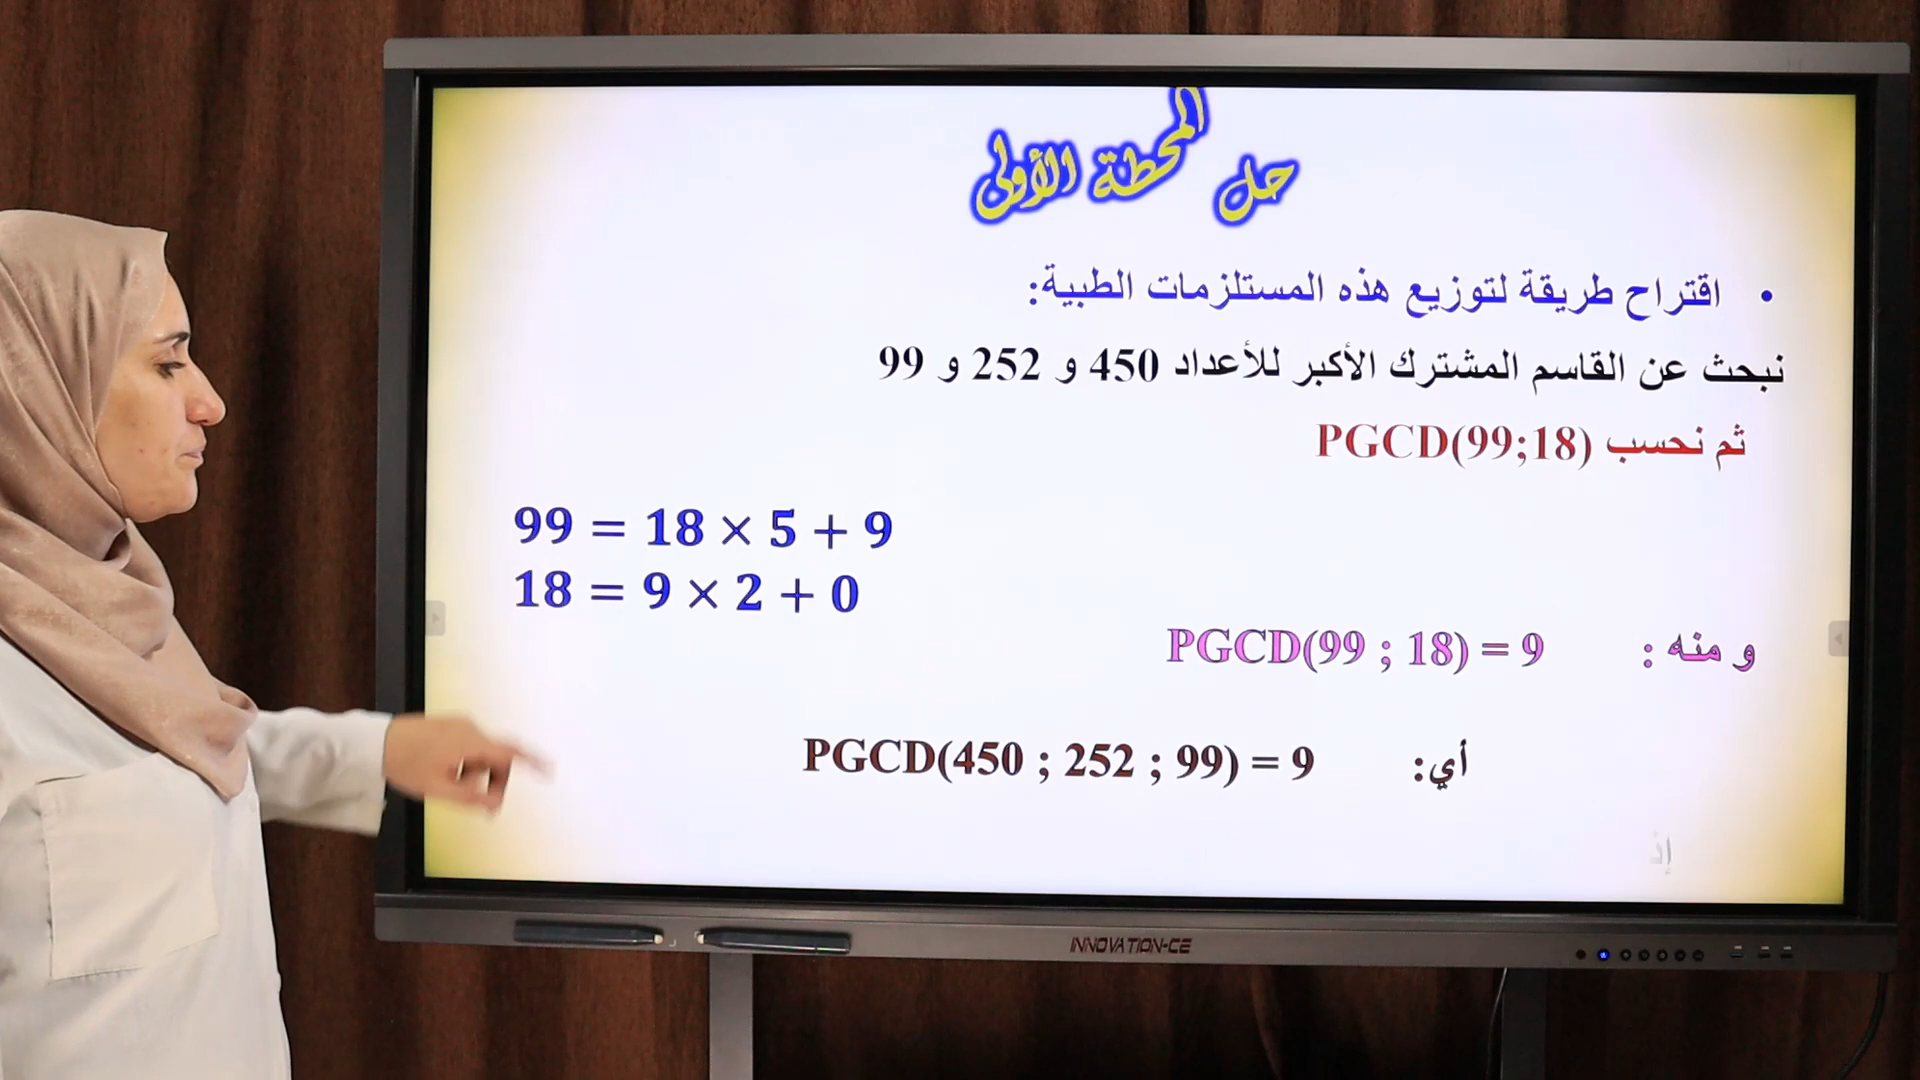 حل المحطة الأولى
• اقتراح طريقة لتوزيع هذه المستلزمات الطبية:
نبحث عن القاسم المشترك الأكبر للأعداد 450 و 252 و 99
ثم نحسب PGCD(99;18)
99 = 18 × 5 + 9
18 = 9 × 2 + 0
و منه : PGCD(99 ; 18) = 9
أي: PGCD(450 ; 252 ; 99) = 9
إذ
INNOVATION-CE